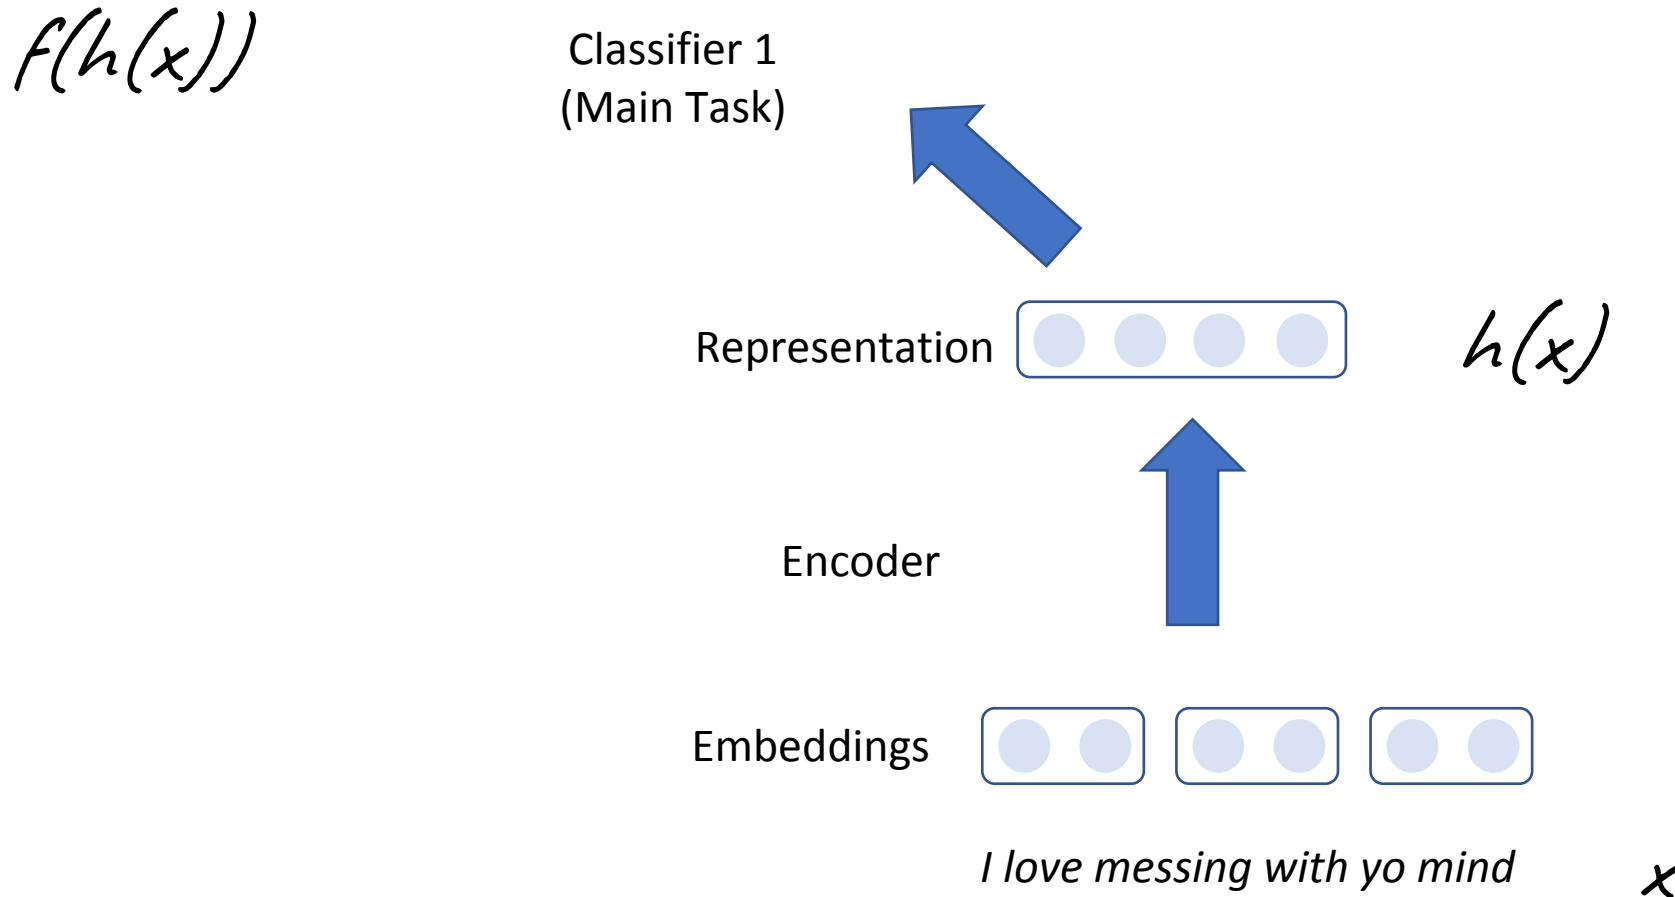 f(h(x))
Classifier 1
(Main Task)
Representation
h(x)
Encoder
Embeddings
I love messing with yo mind
x